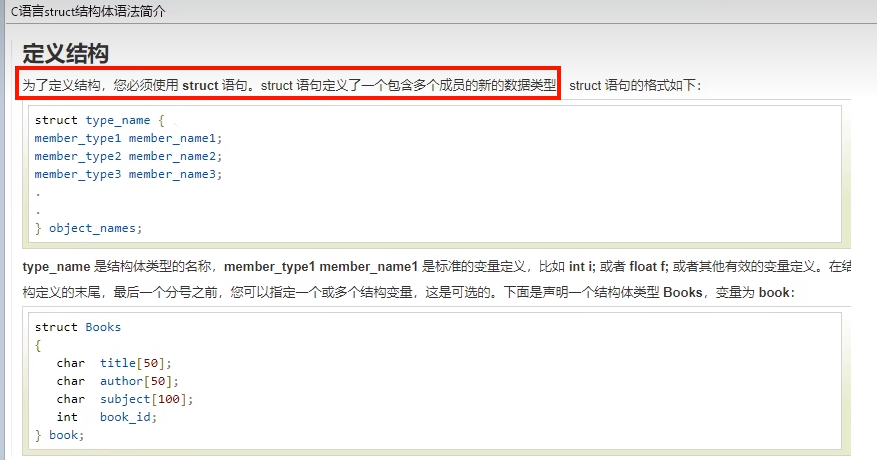 C语言struct结构体语法简介
定义结构
为了定义结构，您必须使用 struct 语句。struct 语句定义了一个包含多个成员的新的数据类型 struct 语句的格式如下：
struct type_name {
member_type1 member_name1;
member_type2 member_name2;
member_type3 member_name3;
.
.
} object_names;
type_name 是结构体类型的名称，member_type1 member_name1 是标准的变量定义，比如 int i; 或者 float f; 或者其他有效的变量定义。在结
构定义的末尾，最后一个分号之前，您可以指定一个或多个结构变量，这是可选的。下面是声明一个结构体类型 Books，变量为 book：
struct Books
{
char title[50];
char author[50];
char subject[100];
int book_id;
} book;